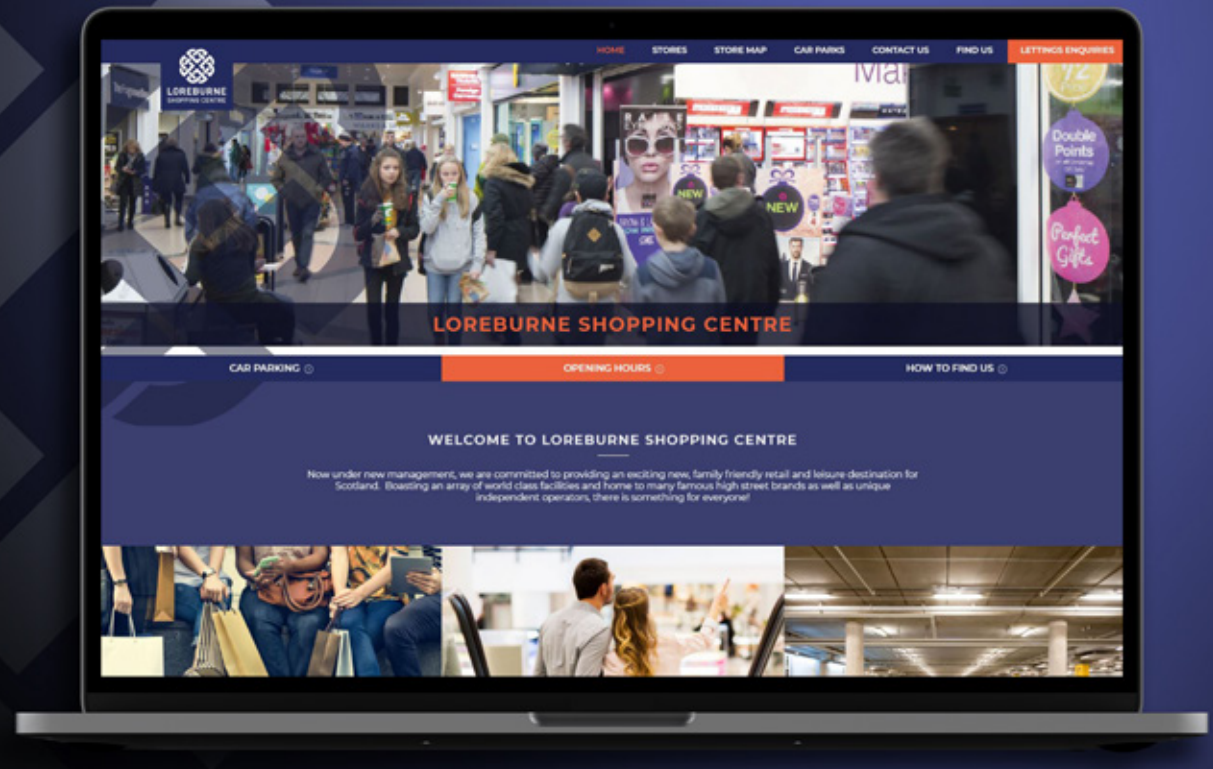 HOME STORES STORE MAP CAR PARKS CONTACT US FIND US LETTINGS ENQUIRIES
LOREBURNE
SHOPPING CENTRE
Double
Points
NEW
NEW
Perfect
Gifts
LOREBURNE SHOPPING CENTRE
CAR PARKING OPENING HOURS HOW TO FIND US
WELCOME TO LOREBURNE SHOPPING CENTRE
Now under new management, we are committed to providing an exciting new, family friendly retail and leisure destination for
Scotland. Boasting an array of world class facilities and home to many famous high street brands as well as unique
independent operators, there is something for everyone!